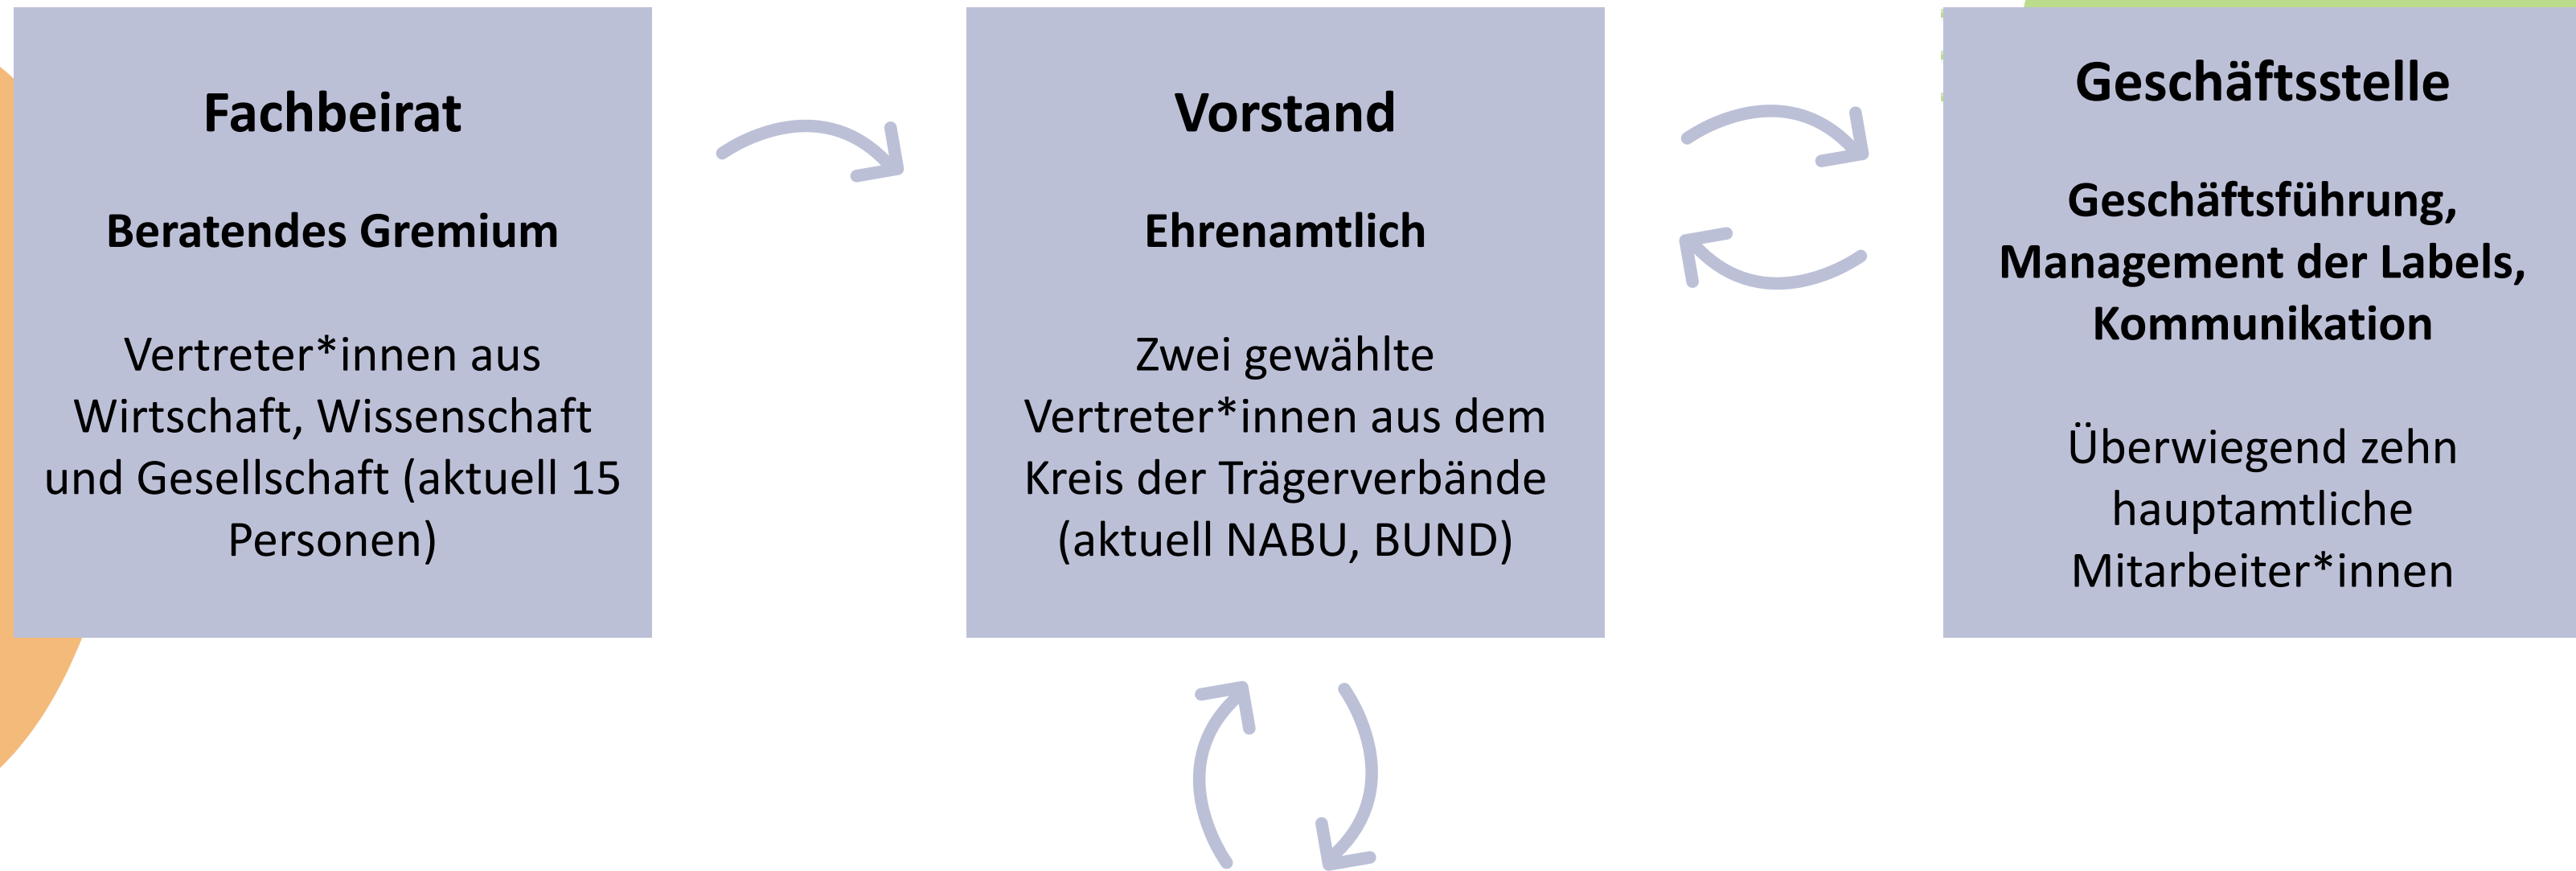 Fachbeirat
Beratendes Gremium
Vertreter*innen aus
Wirtschaft, Wissenschaft
und Gesellschaft (aktuell 15
Personen)
Vorstand
Ehrenamtlich
Zwei gewählte
Vertreter*innen aus dem
Kreis der Trägerverbände
(aktuell NABU, BUND)
Geschäftsstelle
Geschäftsführung,
Management der Labels,
Kommunikation
Überwiegend zehn
hauptamtliche
Mitarbeiter*innen